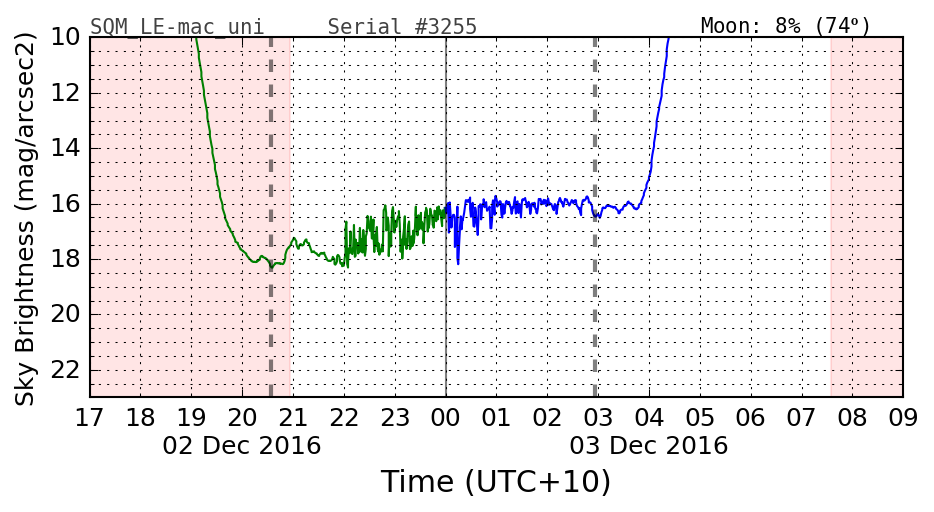 SQM_LE-mac_uni Serial #3255 Moon: 8% (74°)
Sky Brightness (mag/arcsec2)
10
12
14
16
18
20
22
17 18 19 20 21 22 23 00 01 02 03 04 05 06 07 08 09
02 Dec 2016 03 Dec 2016
Time (UTC+10)